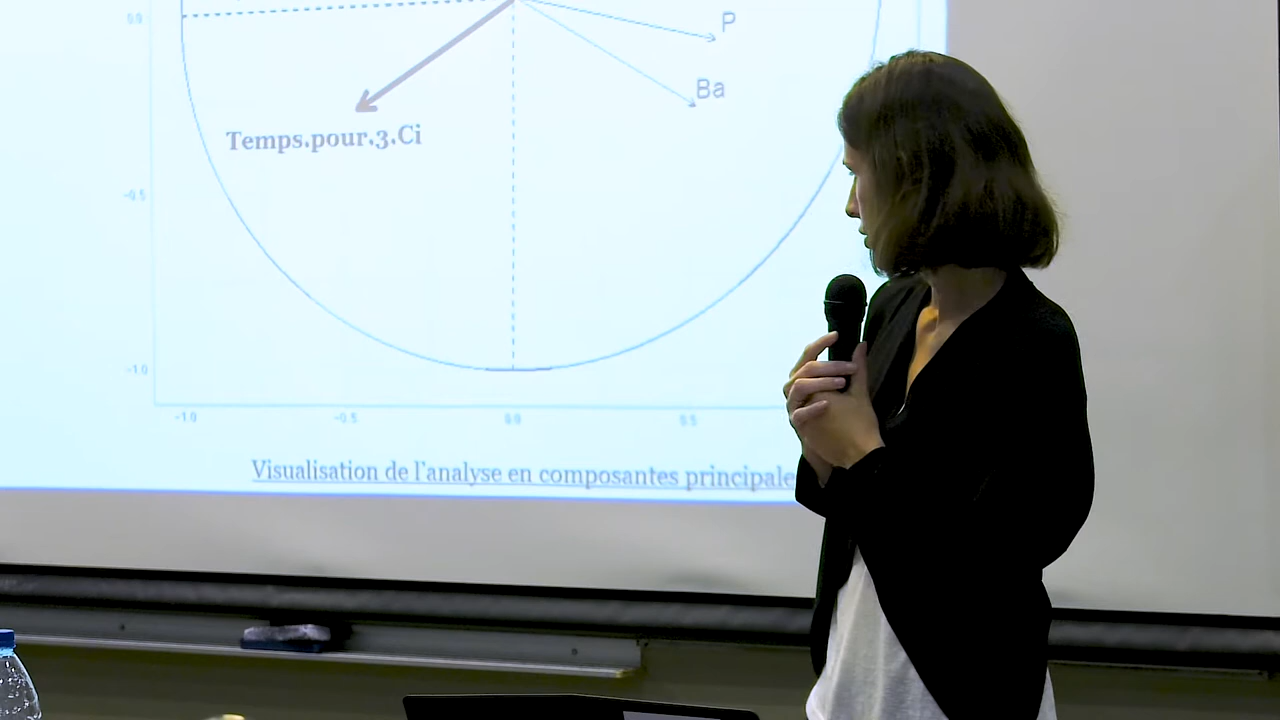 0.0
P
Ba
Temps.pour.3.Ci
-0.5
-1.0
-1.0 -0.5 0.0 0.5
Visualisation de l'analyse en composantes principale